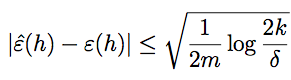 |ε̂(h) − ε(h)| ≤ √(1/2m log 2k/δ)